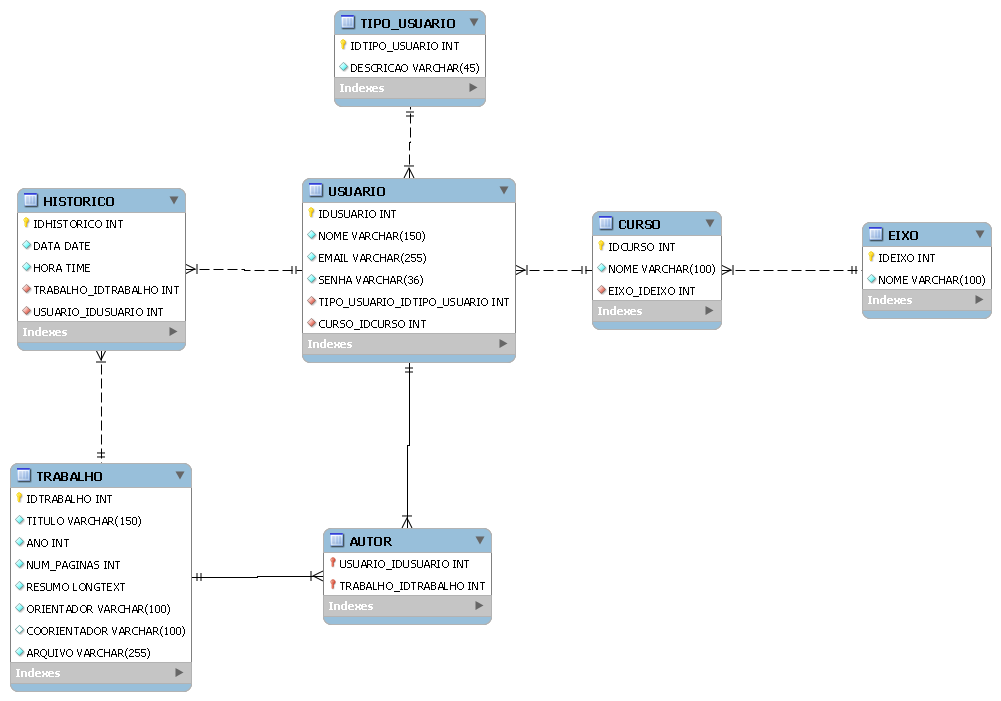 TIPO_USUARIO
IDTIPO_USUARIO INT
DESCRICAO VARCHAR(45)
Indexes
HISTORICO
IDHISTORICO INT
DATA DATE
HORA TIME
TRABALHO_IDTRABALHO INT
USUARIO_IDUSUARIO INT
Indexes
USUARIO
IDUSUARIO INT
NOME VARCHAR(150)
EMAIL VARCHAR(255)
SENHA VARCHAR(36)
TIPO_USUARIO_IDTIPO_USUARIO INT
CURSO_IDCURSO INT
Indexes
CURSO
IDCURSO INT
NOME VARCHAR(100)
EIXO_IDEIXO INT
Indexes
EIXO
IDEIXO INT
NOME VARCHAR(100)
Indexes
TRABALHO
IDTRABALHO INT
TITULO VARCHAR(150)
ANO INT
NUM_PAGINAS INT
RESUMO LONGTEXT
ORIENTADOR VARCHAR(100)
COORIENTADOR VARCHAR(100)
ARQUIVO VARCHAR(255)
Indexes
AUTOR
USUARIO_IDUSUARIO INT
TRABALHO_IDTRABALHO INT
Indexes